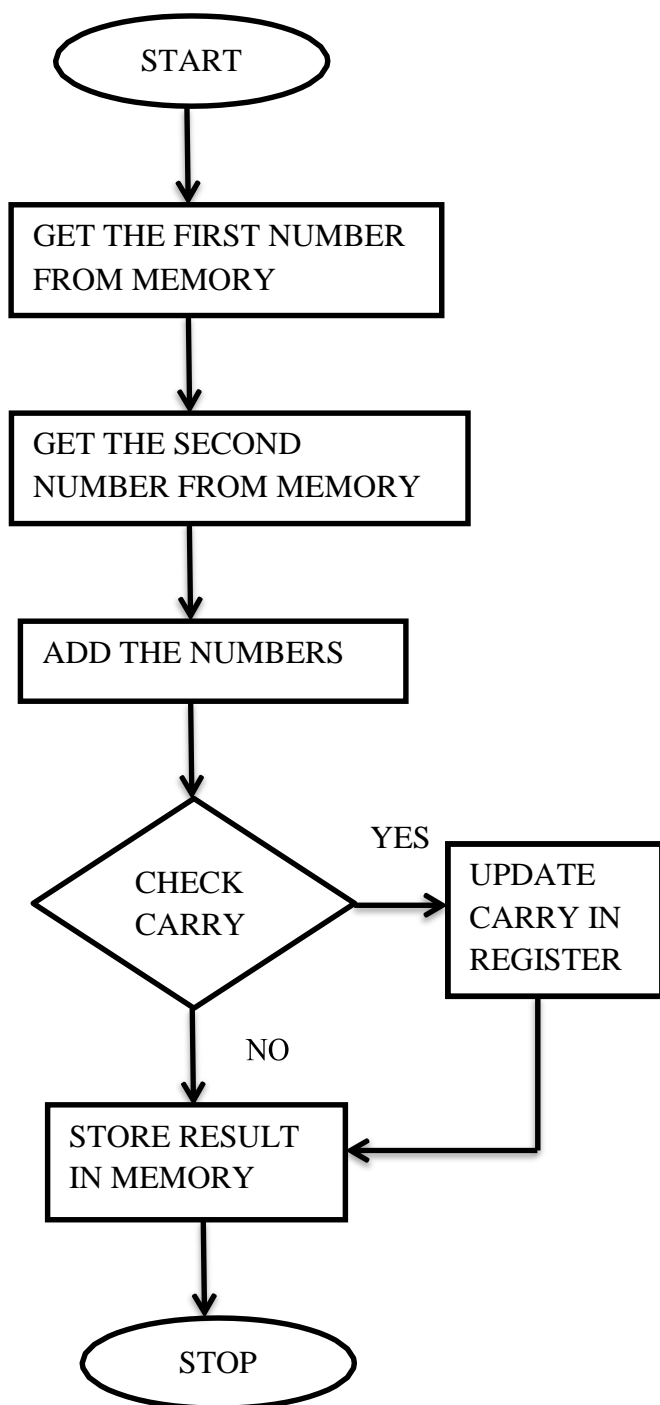 START
GET THE FIRST NUMBER
FROM MEMORY
GET THE SECOND
NUMBER FROM MEMORY
ADD THE NUMBERS
CHECK
CARRY
YES
UPDATE
CARRY IN
REGISTER
NO
STORE RESULT
IN MEMORY
STOP